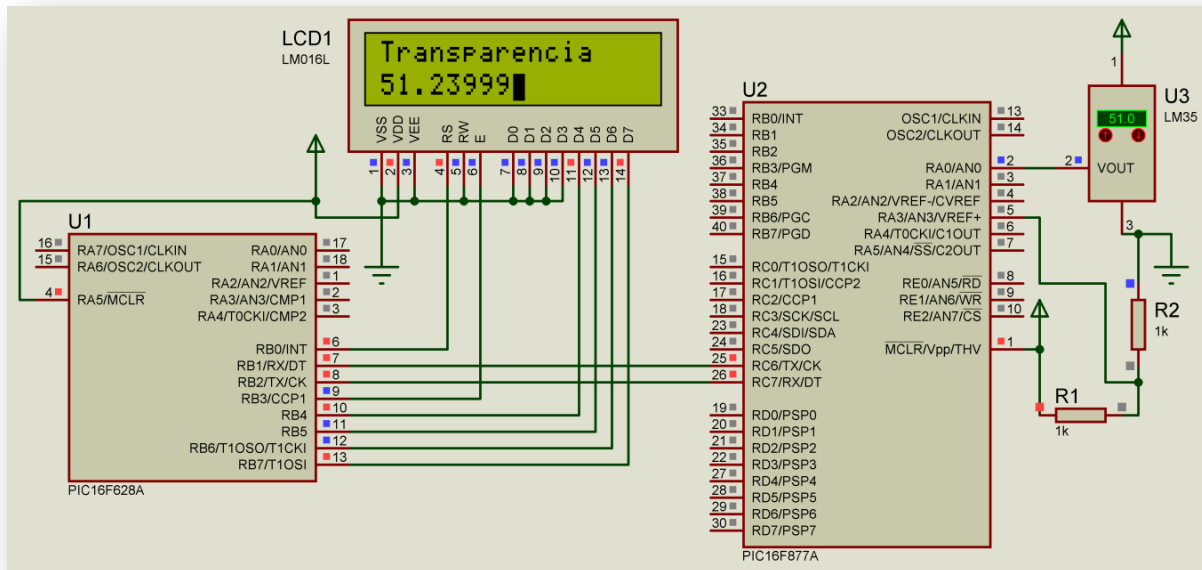 LCD1
LM016L
Transparencia
51.23999
VSS
VDD
VEE
RS
RW
E
D0
D1
D2
D3
D4
D5
D6
D7
1
2
3
4
5
6
7
8
9
10
11
12
13
14
U1
16 RA7/OSC1/CLKIN
15 RA6/OSC2/CLKOUT
4 RA5/MCLR
RA0/AN0 17
RA1/AN1 18
RA2/AN2/VREF 1
RA3/AN3/CMP1 2
RA4/T0CKI/CMP2 3
RB0/INT 6
RB1/RX/DT 7
RB2/TX/CK 8
RB3/CCP1 9
RB4 10
RB5 11
RB6/T1OSO/T1CKI 12
RB7/T1OSI 13
PIC16F628A
U2
33 RB0/INT
34 RB1
35 RB2
36 RB3/PGM
37 RB4
38 RB5
39 RB6/PGC
40 RB7/PGD
15 RC0/T1OSO/T1CKI
16 RC1/T1OSI/CCP2
17 RC2/CCP1
18 RC3/SCK/SCL
23 RC4/SDI/SDA
24 RC5/SDO
25 RC6/TX/CK
26 RC7/RX/DT
19 RD0/PSP0
20 RD1/PSP1
21 RD2/PSP2
22 RD3/PSP3
27 RD4/PSP4
28 RD5/PSP5
29 RD6/PSP6
30 RD7/PSP7
OSC1/CLKIN 13
OSC2/CLKOUT 14
RA0/AN0 2
RA1/AN1 3
RA2/AN2/VREF-/CVREF 4
RA3/AN3/VREF+ 5
RA4/T0CKI/C1OUT 6
RA5/AN4/SS/C2OUT 7
RE0/AN5/RD 8
RE1/AN6/WR 9
RE2/AN7/CS 10
MCLR/Vpp/THV 1
PIC16F877A
U3
LM35
1
51.0
2 VOUT
3
R2
1k
R1
1k